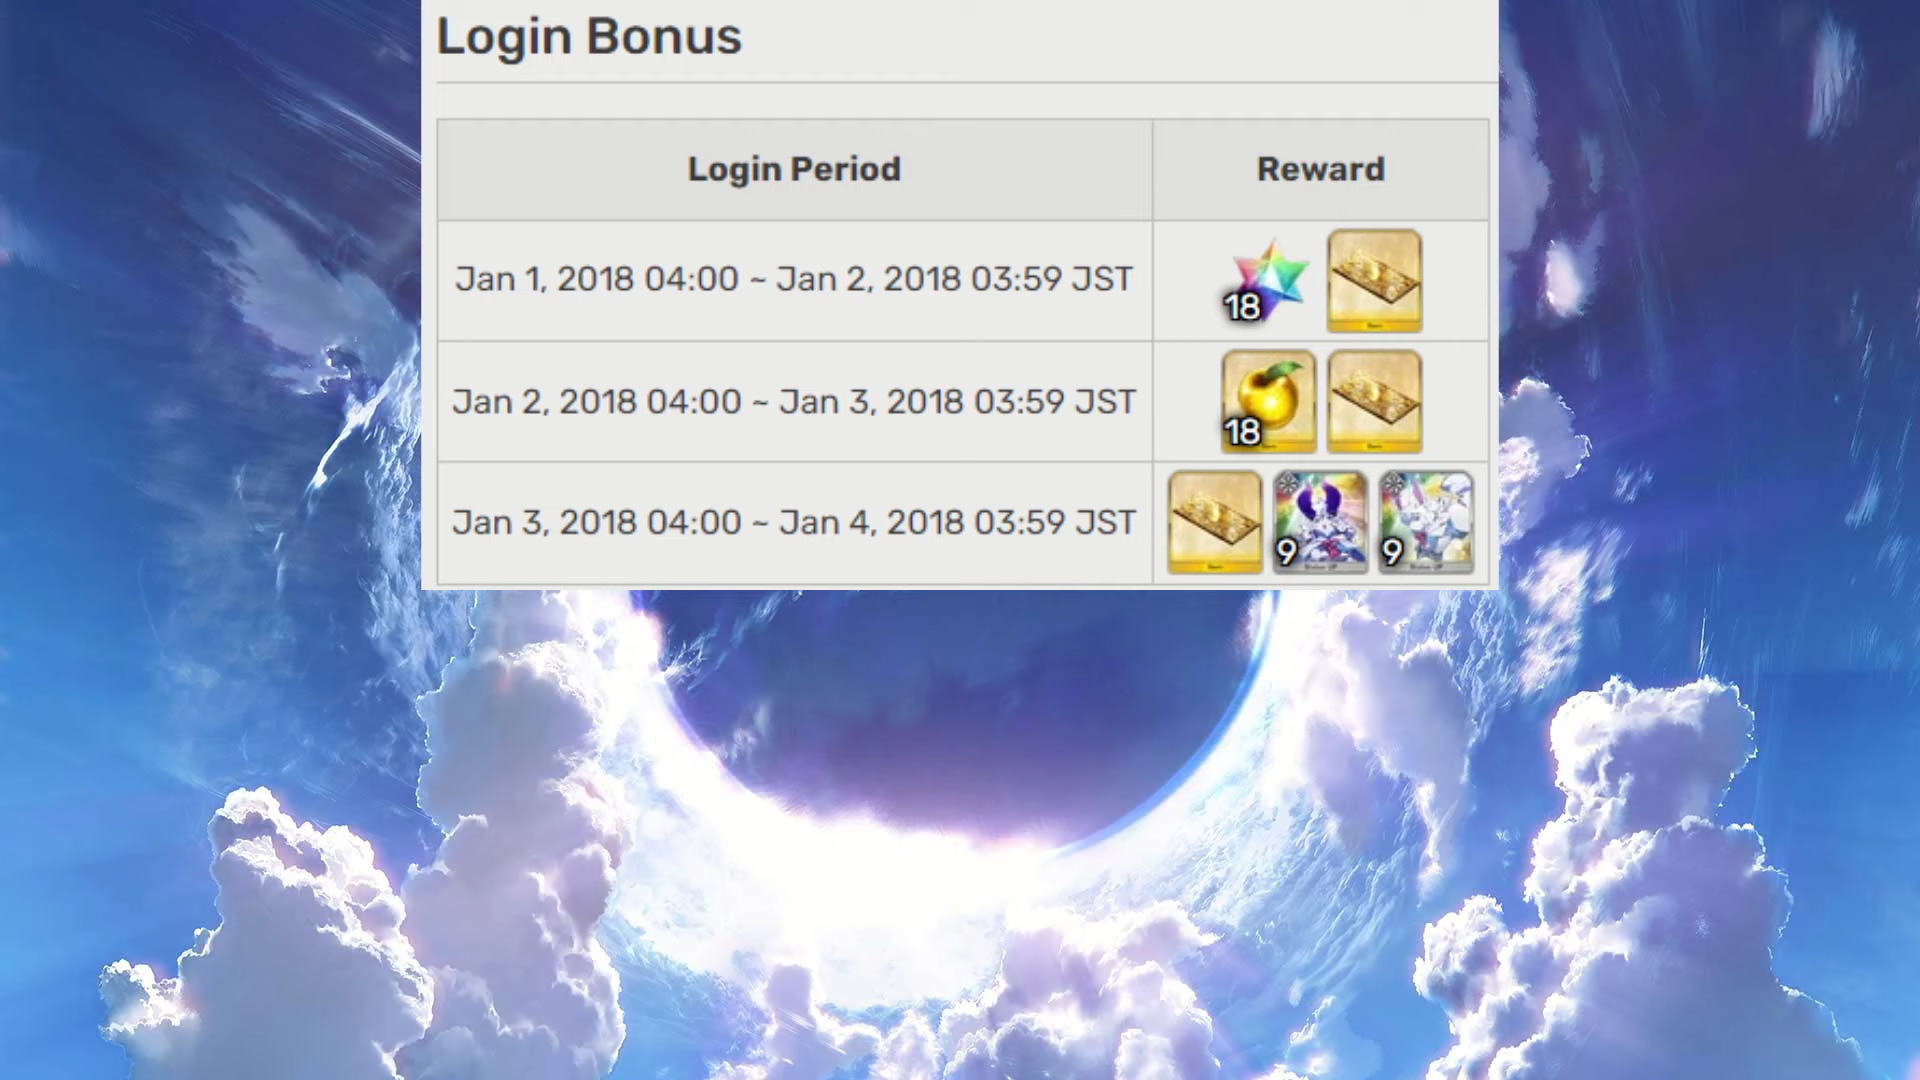 Login Bonus
Login Period Reward
Jan 1, 2018 04:00 ~ Jan 2, 2018 03:59 JST 18
Jan 2, 2018 04:00 ~ Jan 3, 2018 03:59 JST 18
Jan 3, 2018 04:00 ~ Jan 4, 2018 03:59 JST 9 9